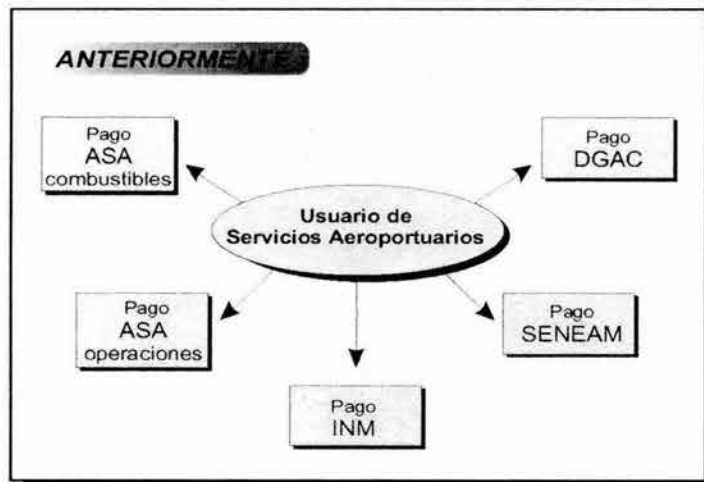 ANTERIORMENTE :
Pago
ASA
combustibles
Pago
DGAC
Usuario de
Servicios Aeroportuarios
Pago
ASA
operaciones
Pago
SENEAM
Pago
INM